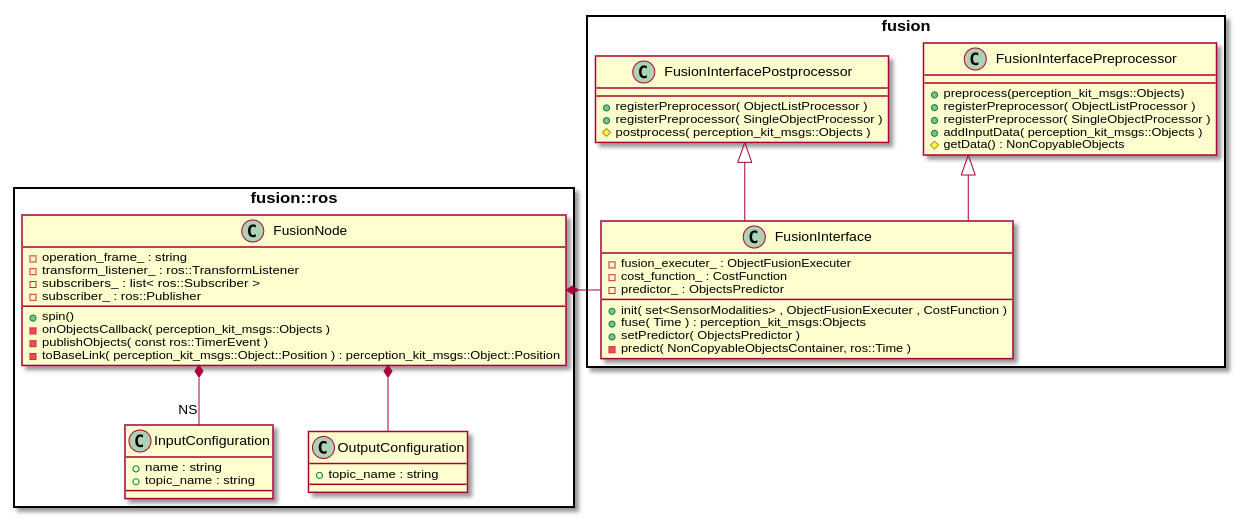 fusion
C FusionInterfacePostprocessor
registerPreprocessor( ObjectListProcessor )
registerPreprocessor( SingleObjectProcessor )
postprocess( perception_kit_msgs::Objects )
C FusionInterfacePreprocessor
preprocess(perception_kit_msgs::Objects)
registerPreprocessor( ObjectListProcessor )
registerPreprocessor( SingleObjectProcessor )
addInputData( perception_kit_msgs::Objects )
getData() : NonCopyableObjects
fusion::ros
C FusionNode
operation_frame_ : string
transform_listener_ : ros::TransformListener
subscribers_ : list< ros::Subscriber >
subscriber_ : ros::Publisher
spin()
onObjectsCallback( perception_kit_msgs::Objects )
publishObjects( const ros::TimerEvent )
toBaseLink( perception_kit_msgs::Object::Position ) : perception_kit_msgs::Object::Position
C FusionInterface
fusion_executer_ : ObjectFusionExecuter
cost_function_ : CostFunction
predictor_ : ObjectsPredictor
init( set<SensorModalities> , ObjectFusionExecuter , CostFunction )
fuse( Time ) : perception_kit_msgs:Objects
setPredictor( ObjectsPredictor )
predict( NonCopyableObjectsContainer, ros::Time )
NS
C InputConfiguration
name : string
topic_name : string
C OutputConfiguration
topic_name : string